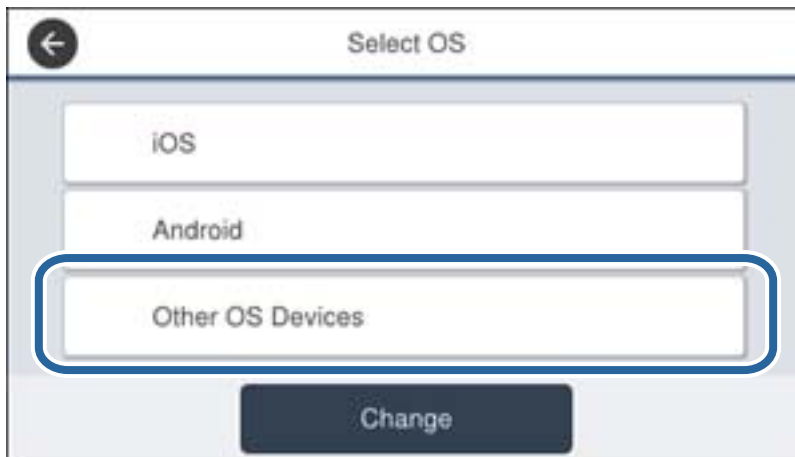 Select OS
iOS
Android
Other OS Devices
Change